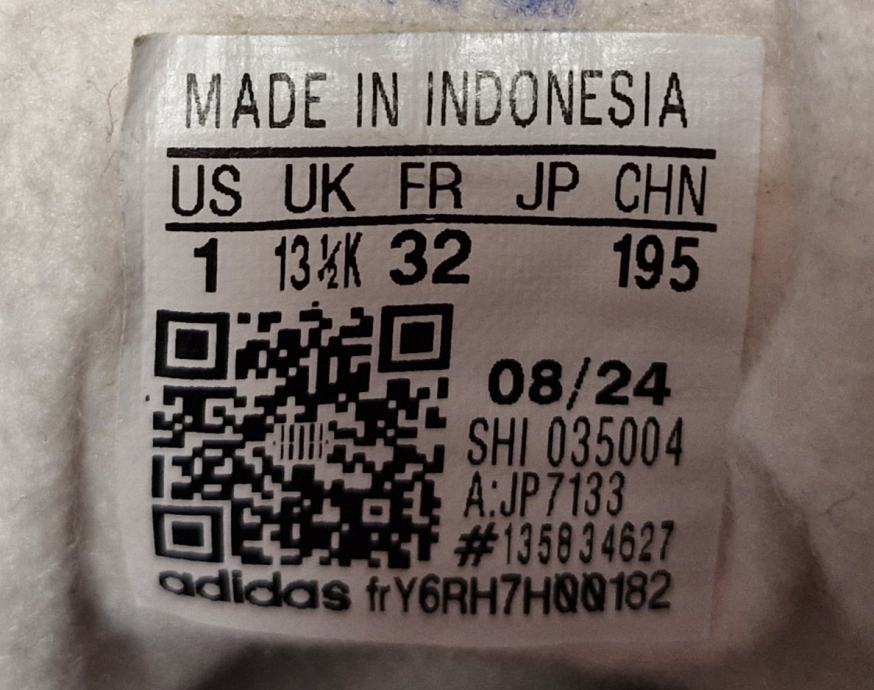 MADE IN INDONESIA
US UK FR JP CHN
1 13½K 32 195
08/24
SHI 035004
A:JP7133
#135834627
adidas frY6RH7H00182